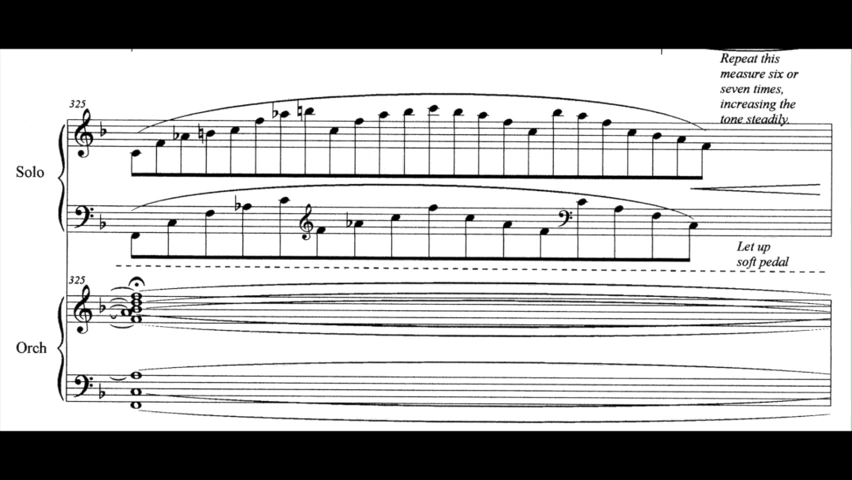 Repeat this
measure six or
seven times,
increasing the
tone steadily.
325
Solo
Let up
soft pedal
325
Orch